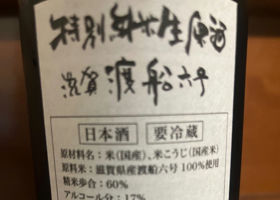 特別純米生原酒
滋賀渡船六号
日本酒 要冷蔵
原材料名：米(国産)、米こうじ(国産米)
原料米：滋賀県産渡船六号100%使用
精米歩合：60%
アルコール分：17%